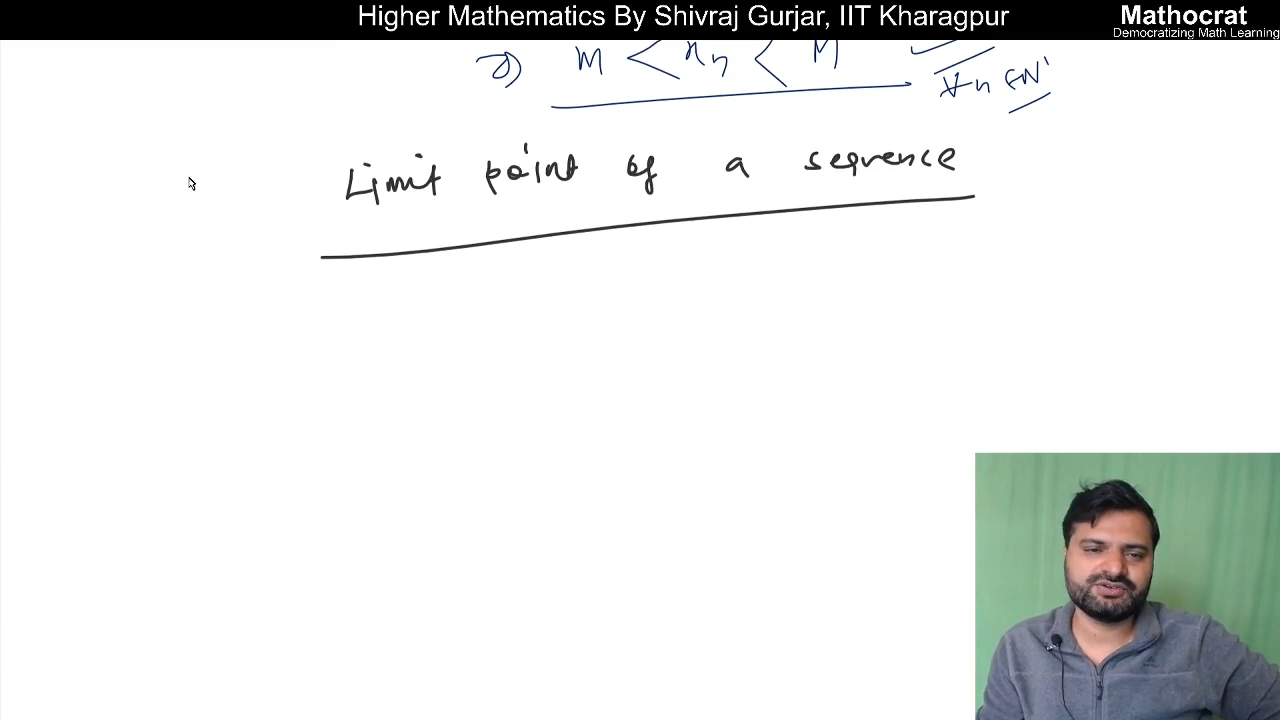 Higher Mathematics By Shivraj Gurjar, IIT Kharagpur
Mathocrat
Democratizing Math Learning
m < xn < M ∀n ∈ N
Limit point of a sequence